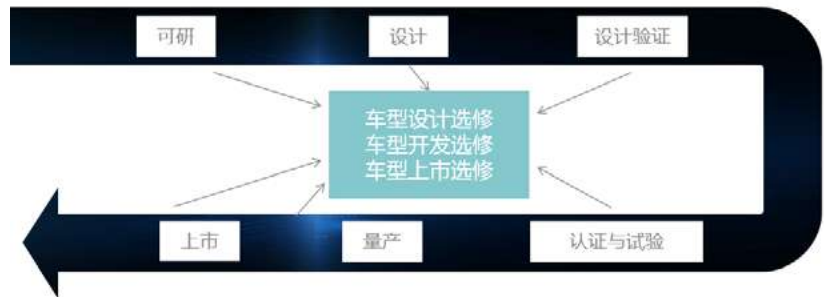 可研
设计
设计验证
车型设计选修
车型开发选修
车型上市选修
上市
量产
认证与试验